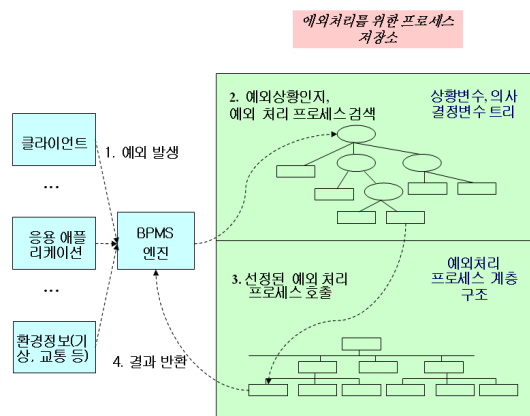 예외처리를 위한 프로세스
저장소
2. 예외상황인지,
예외 처리 프로세스 검색
상황변수, 의사
결정변수 트리
클라이언트
1. 예외 발생
...
응용 애플
리케이션
BPMS
엔진
...
환경정보(기
상, 교통 등)
4. 결과 반환
3. 선정된 예외 처리
프로세스 호출
예외처리
프로세스 계층
구조